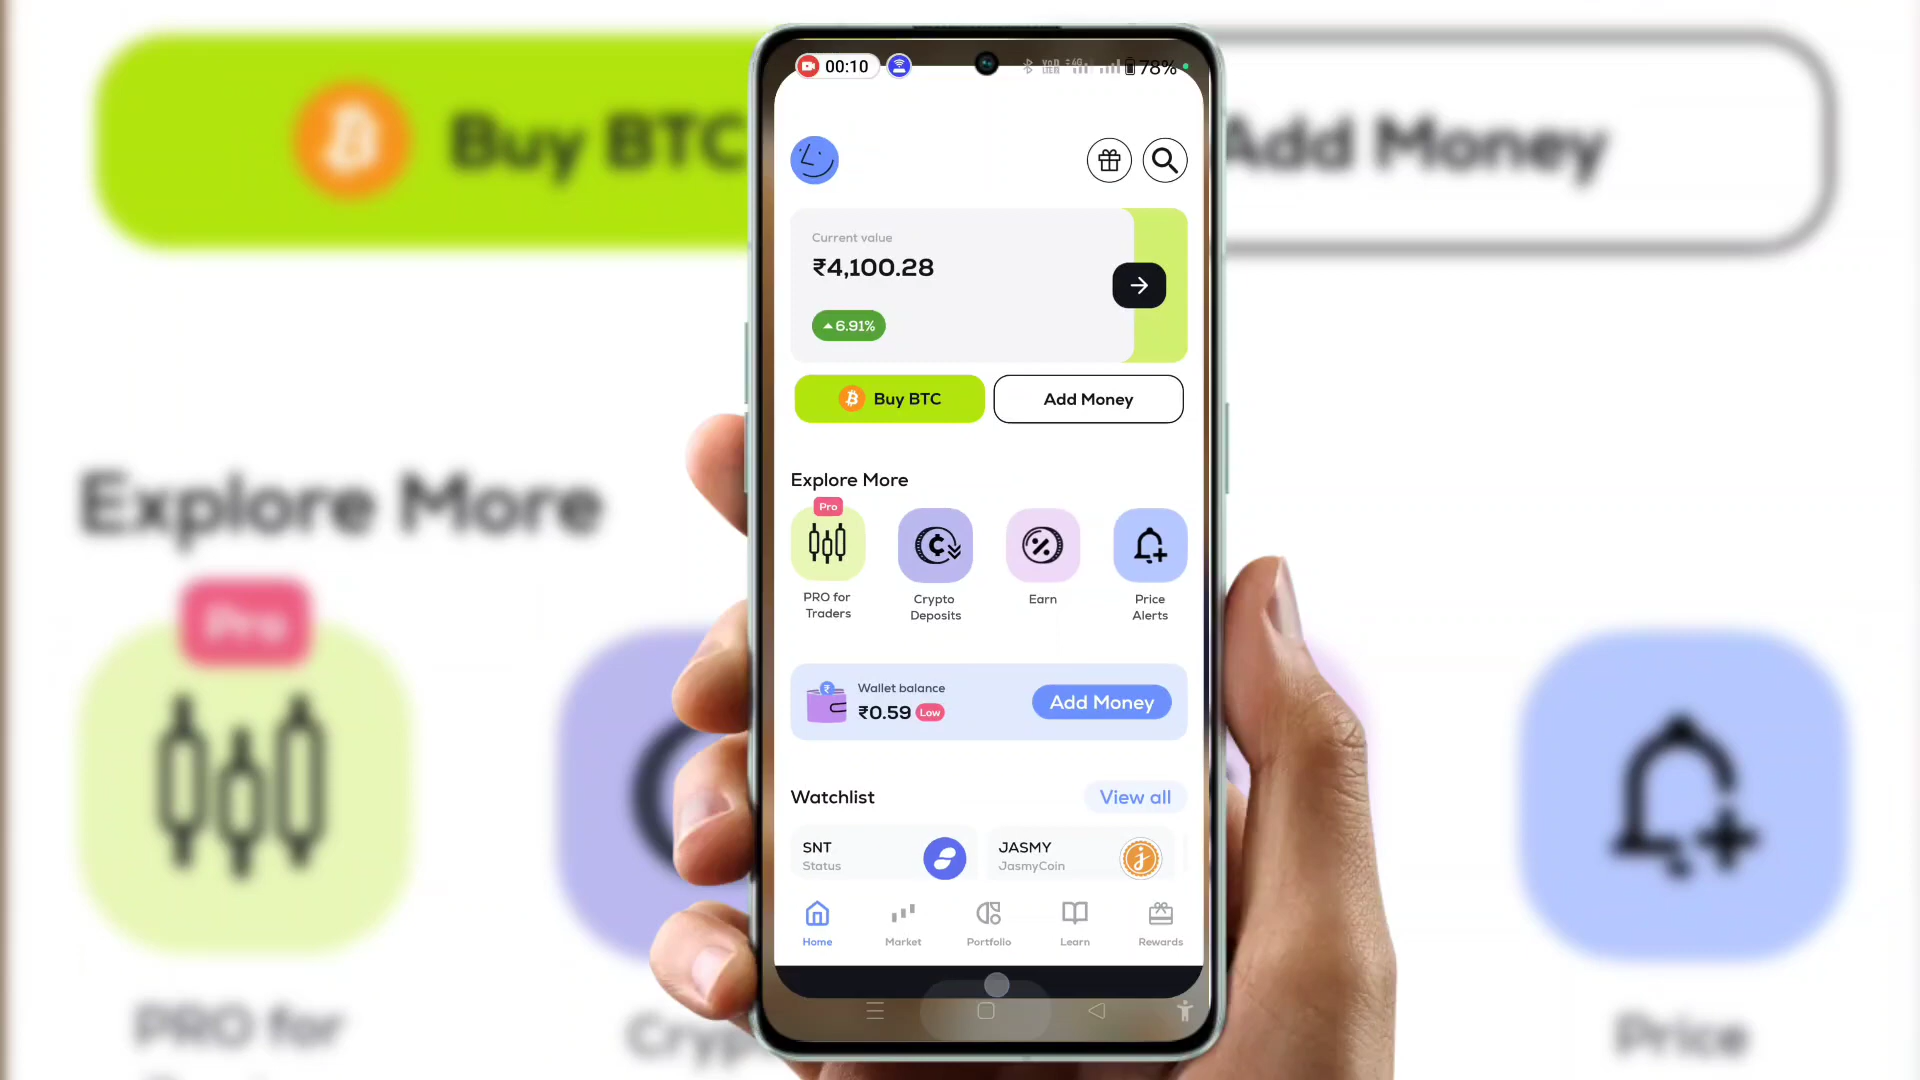 Buy BTC
Add Money
Explore More
Pro
PRO for
Price
00:10
78%
Current value
₹4,100.28
6.91%
Buy BTC
Add Money
Explore More
Pro
PRO for
Traders
Crypto
Deposits
Earn
Price
Alerts
Wallet balance
₹0.59 Low
Add Money
Watchlist
View all
SNT
Status
JASMY
JasmyCoin
Home
Market
Portfolio
Learn
Rewards